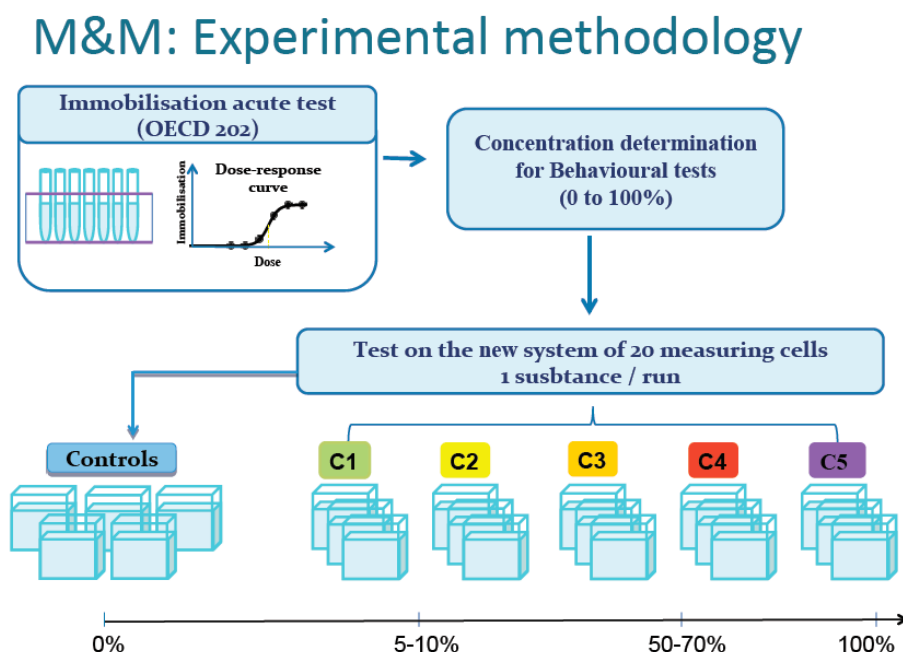 M&M: Experimental methodology
Immobilisation acute test
(OECD 202)
Dose-response
curve
Immobilisation
Dose
Concentration determination
for Behavioural tests
(0 to 100%)
Test on the new system of 20 measuring cells
1 susbtance / run
Controls
C1
C2
C3
C4
C5
0%
5-10%
50-70%
100%